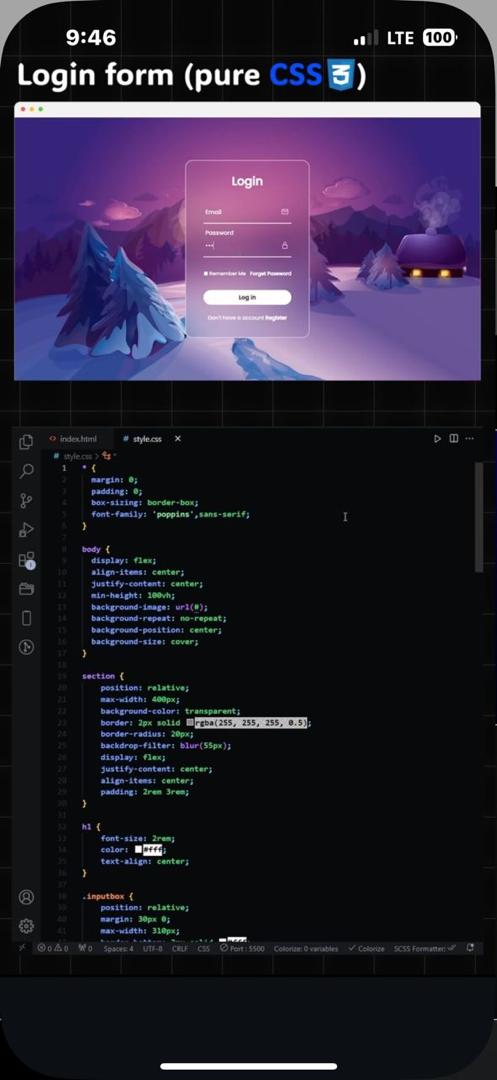 9:46 LTE 100
Login form (pure CSS 3)
Login
Email
Password
Remember Me Forget Password
Log in
Don't have a account Register
index.html # style.css ×
# style.css > *
1 * {
2 margin: 0;
3 padding: 0;
4 box-sizing: border-box;
5 font-family: 'poppins',sans-serif;
6 }
7
8 body {
9 display: flex;
10 align-items: center;
11 justify-content: center;
12 min-height: 100vh;
13 background-image: url(#);
14 background-repeat: no-repeat;
15 background-position: center;
16 background-size: cover;
17 }
18
19 section {
20 position: relative;
21 max-width: 400px;
22 background-color: transparent;
23 border: 2px solid rgba(255, 255, 255, 0.5);
24 border-radius: 20px;
25 backdrop-filter: blur(55px);
26 display: flex;
27 justify-content: center;
28 align-items: center;
29 padding: 2rem 3rem;
30 }
31
32 h1 {
33 font-size: 2rem;
34 color: #fff;
35 text-align: center;
36 }
37
38 .inputbox {
39 position: relative;
40 margin: 30px 0;
41 max-width: 310px;
0 0 0 Spaces: 4 UTF-8 CRLF CSS Port : 5500 Colorize: 0 variables Colorize SCSS Formatter: